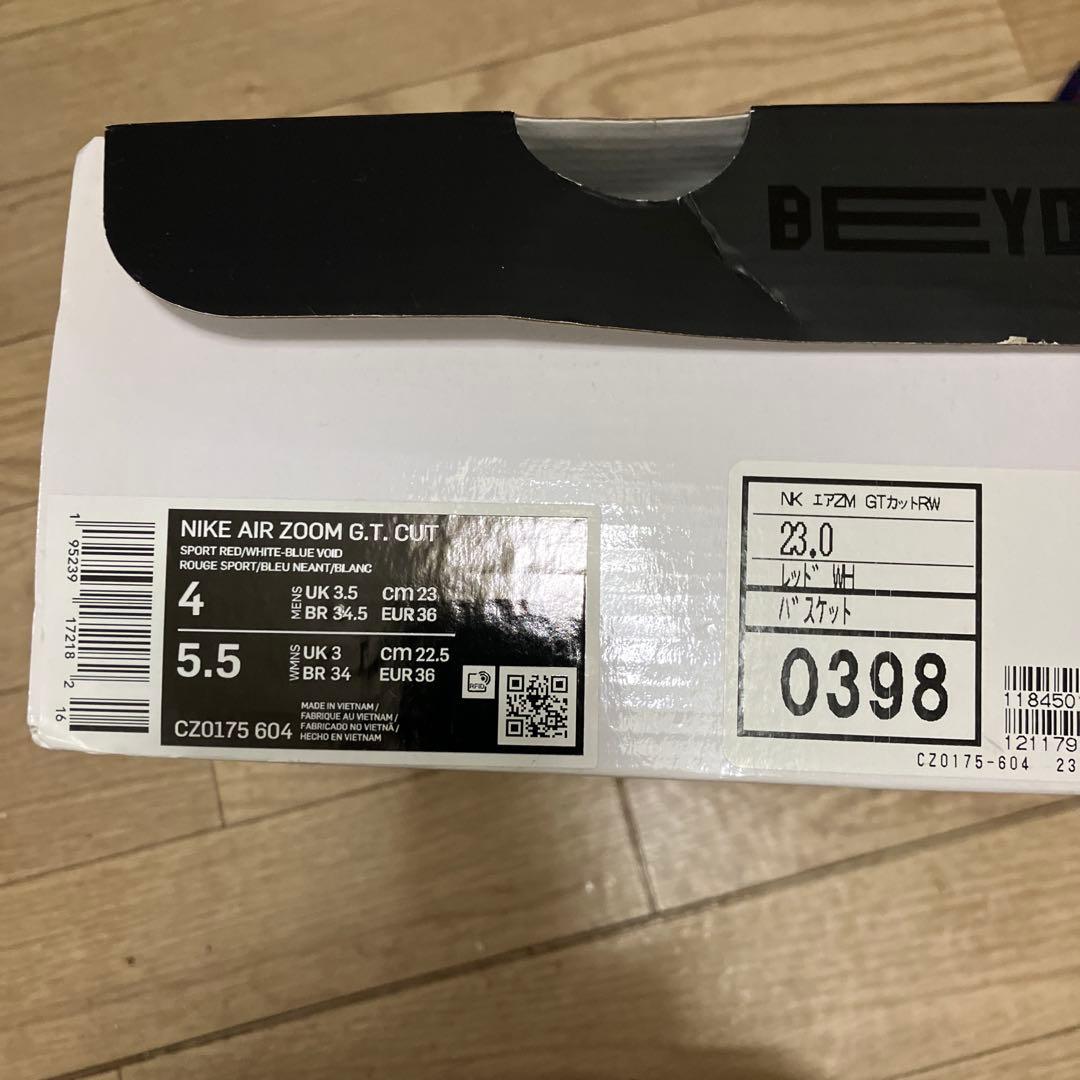 BEYO
NIKE AIR ZOOM G.T. CUT
SPORT RED/WHITE-BLUE VOID
ROUGE SPORT/BLEU NEANT/BLANC
4 MENS UK 3.5 cm 23
BR 34.5 EUR 36
5.5 WMNS UK 3 cm 22.5
BR 34 EUR 36
RFID
CZ0175 604
MADE IN VIETNAM /
FABRIQUE AU VIETNAM /
FABRICADO NO VIETNÃ /
HECHO EN VIETNAM
1 95239 17218 2 16
NK エアZM GTカットRW
23.0
レッド WH
バスケット
0398
1184501
121179
CZ0175-604 23